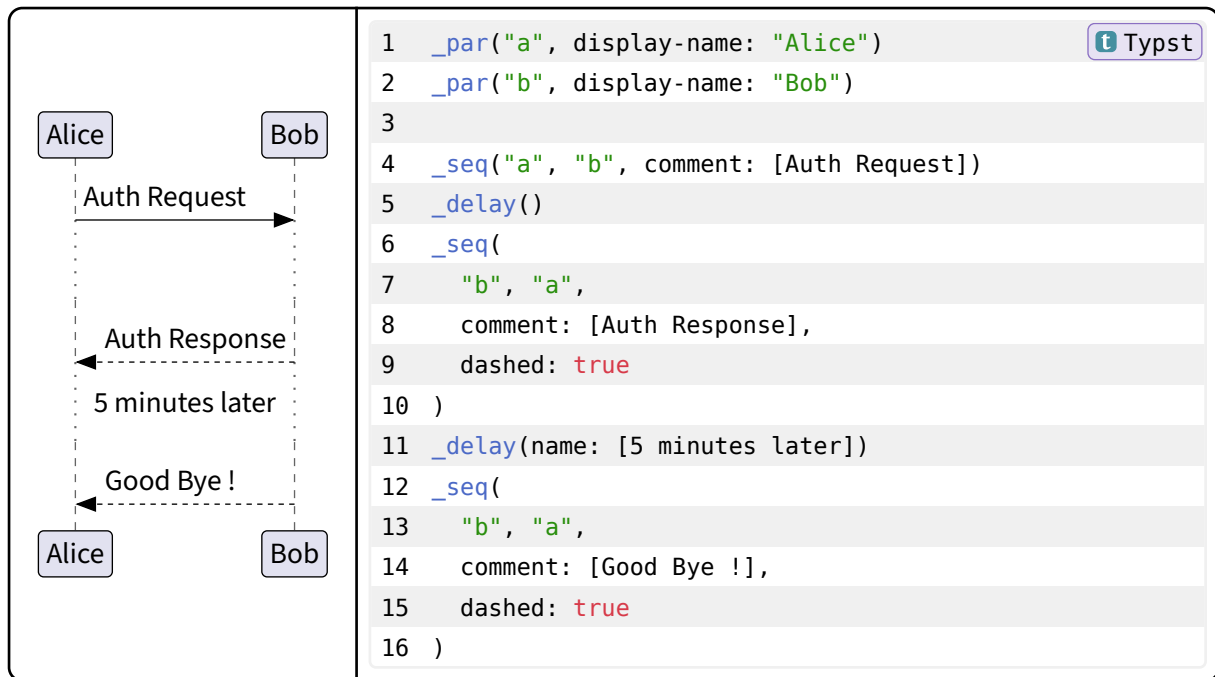 Alice Bob
Auth Request
Auth Response
5 minutes later
Good Bye !
Alice Bob
1 _par("a", display-name: "Alice")
Typst
2 _par("b", display-name: "Bob")
3
4 _seq("a", "b", comment: [Auth Request])
5 _delay()
6 _seq(
7   "b", "a",
8   comment: [Auth Response],
9   dashed: true
10 )
11 _delay(name: [5 minutes later])
12 _seq(
13   "b", "a",
14   comment: [Good Bye !],
15   dashed: true
16 )